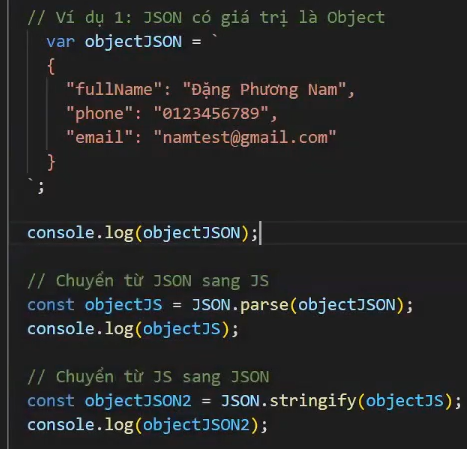 // Ví dụ 1: JSON có giá trị là Object
var objectJSON = `
{
"fullName": "Đặng Phương Nam",
"phone": "0123456789",
"email": "namtest@gmail.com"
}
`;
console.log(objectJSON);
// Chuyển từ JSON sang JS
const objectJS = JSON.parse(objectJSON);
console.log(objectJS);
// Chuyển từ JS sang JSON
const objectJSON2 = JSON.stringify(objectJS);
console.log(objectJSON2);